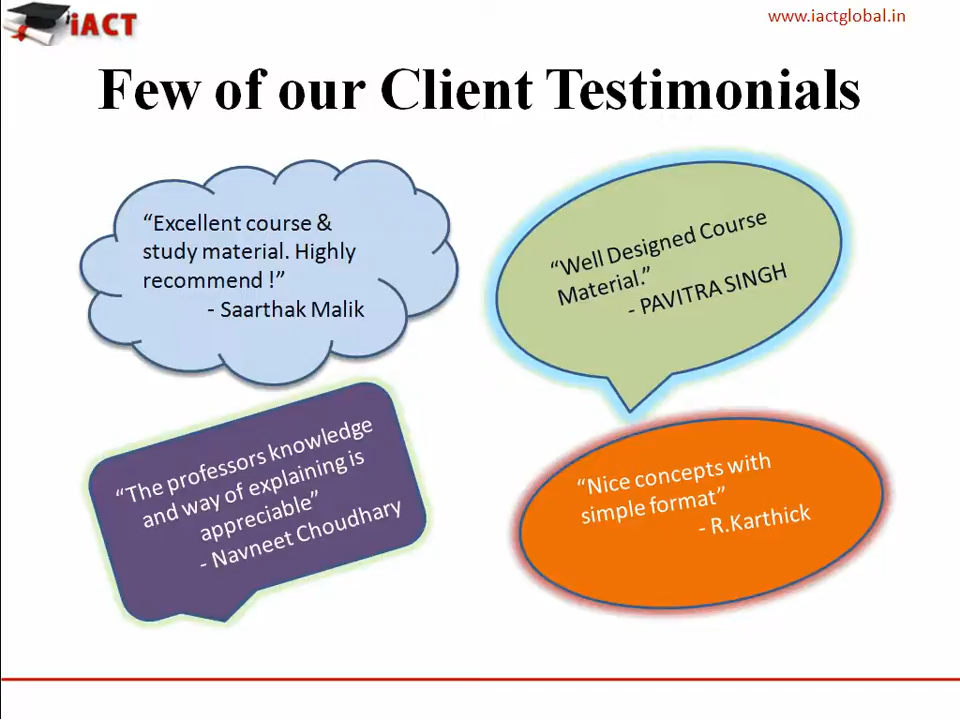 iACT
www.iactglobal.in
Few of our Client Testimonials
“Excellent course &
study material. Highly
recommend !”
- Saarthak Malik
“Well Designed Course
Material.”
- PAVITRA SINGH
“The professors knowledge
and way of explaining is
appreciable”
- Navneet Choudhary
“Nice concepts with
simple format”
- R.Karthick